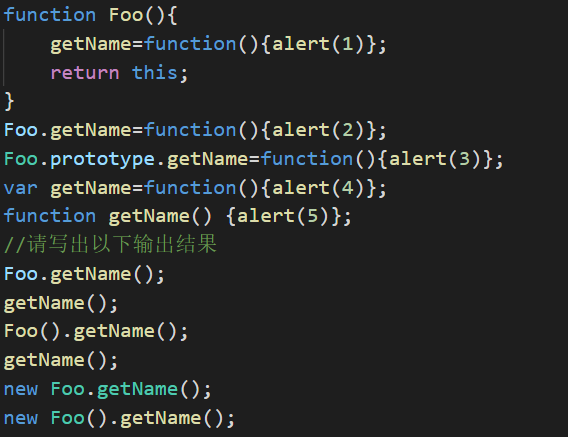 function Foo(){
    getName=function(){alert(1)};
    return this;
}
Foo.getName=function(){alert(2)};
Foo.prototype.getName=function(){alert(3)};
var getName=function(){alert(4)};
function getName() {alert(5)};
//请写出以下输出结果
Foo.getName();
getName();
Foo().getName();
getName();
new Foo.getName();
new Foo().getName();